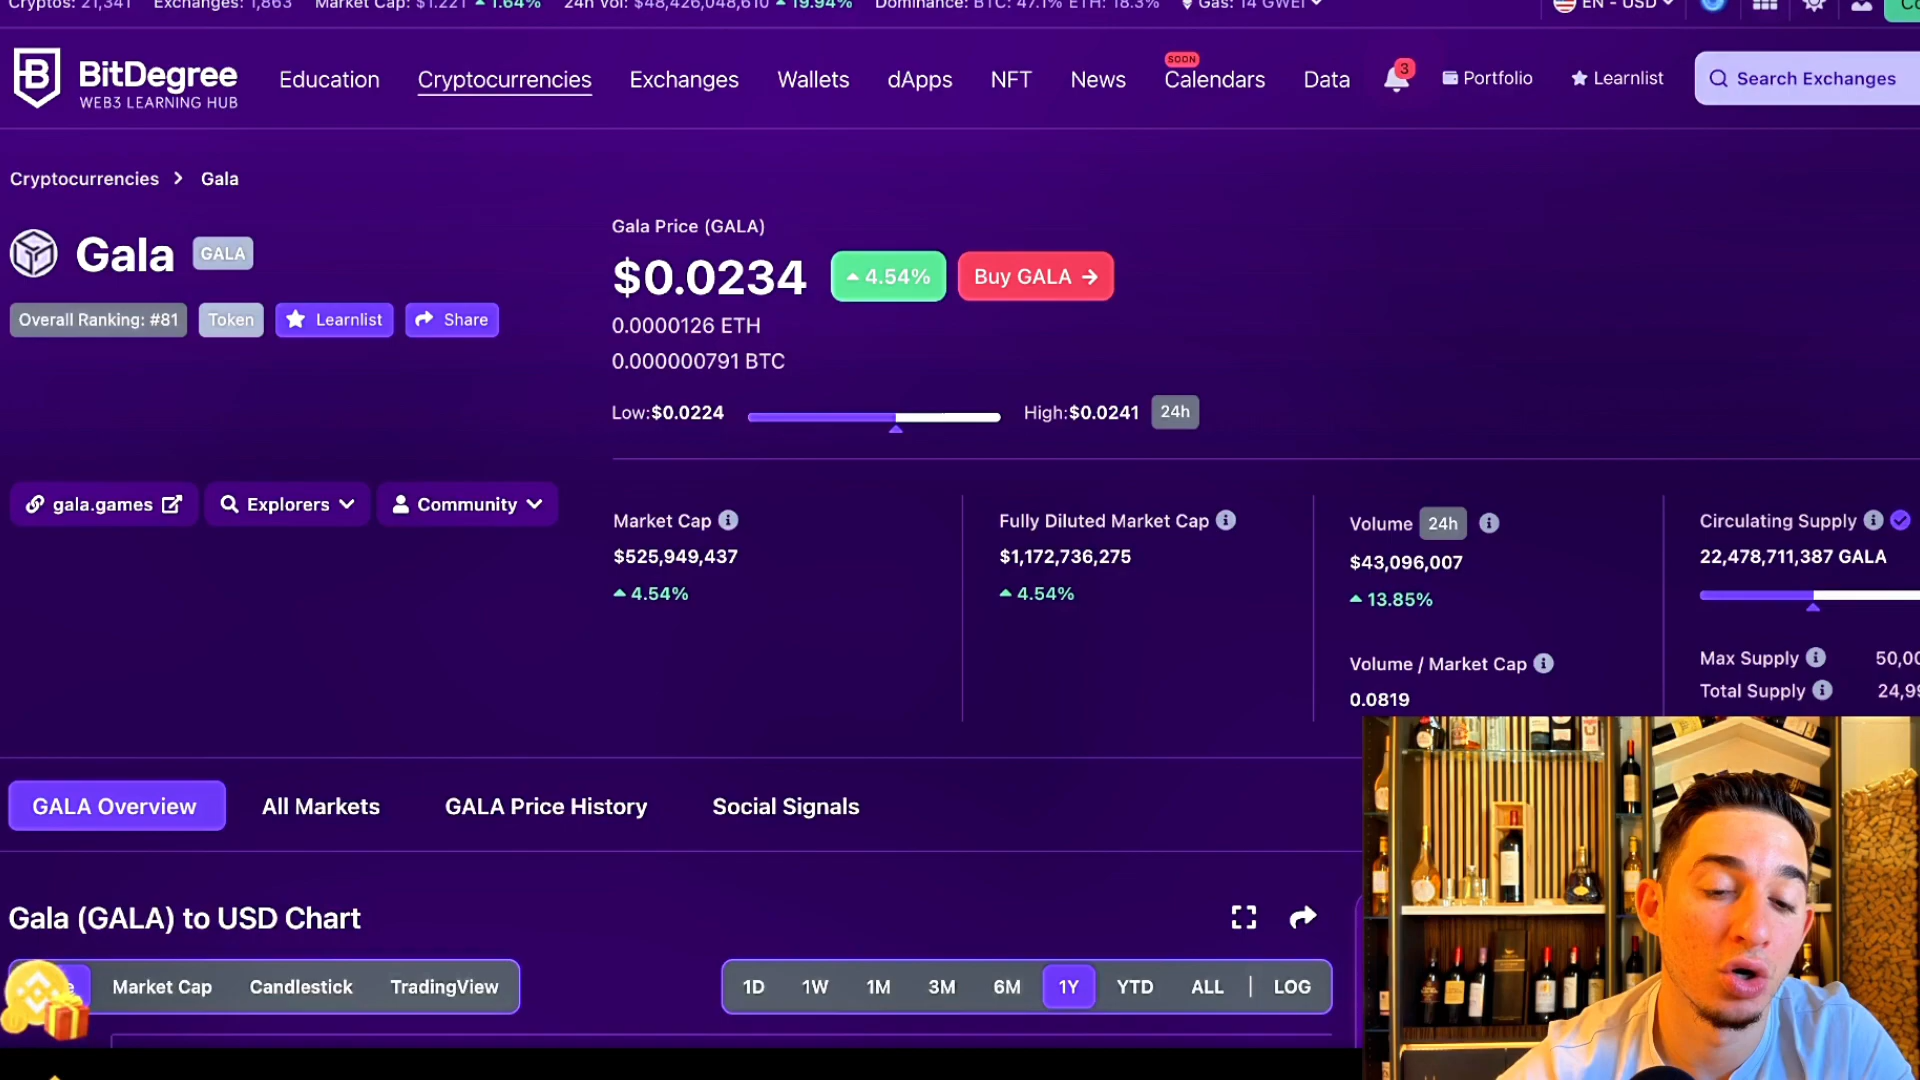 Cryptos: 21,341 Exchanges: 1,863 Market Cap: $1.22T 1.64% 24h Vol: $48,426,048,610 19.94% Dominance: BTC: 47.1% ETH: 18.3% Gas: 14 GWEI EN - USD
BitDegree
WEB3 LEARNING HUB
Education Cryptocurrencies Exchanges Wallets dApps NFT News SOON Calendars Data 3 Portfolio Learnlist Search Exchanges
Cryptocurrencies > Gala
Gala GALA
Overall Ranking: #81 Token Learnlist Share
gala.games Explorers Community
Gala Price (GALA)
$0.0234 4.54% Buy GALA →
0.0000126 ETH
0.000000791 BTC
Low:$0.0224 High:$0.0241 24h
Market Cap
$525,949,437
4.54%
Fully Diluted Market Cap
$1,172,736,275
4.54%
Volume 24h
$43,096,007
13.85%
Volume / Market Cap
0.0819
Circulating Supply
22,478,711,387 GALA
Max Supply 50,00
Total Supply 24,99
GALA Overview All Markets GALA Price History Social Signals
Gala (GALA) to USD Chart
Market Cap Candlestick TradingView
1D 1W 1M 3M 6M 1Y YTD ALL | LOG